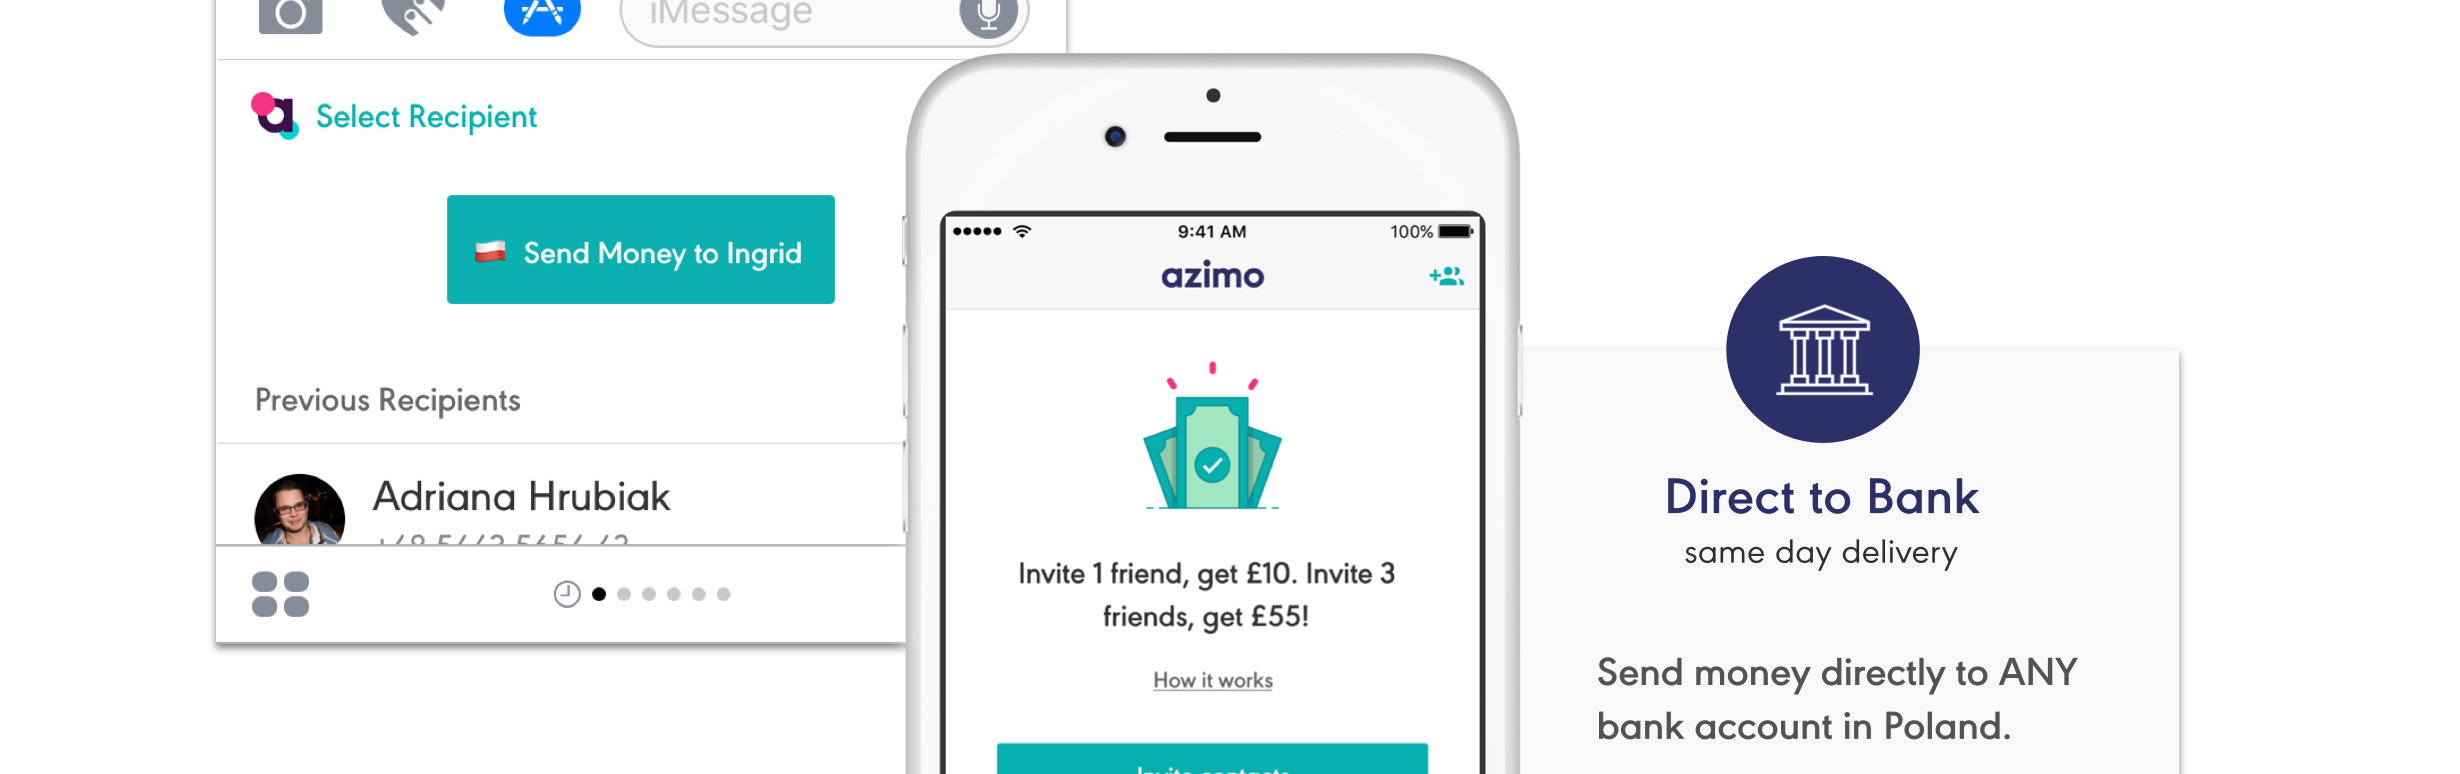 iMessage
Select Recipient
Send Money to Ingrid
Previous Recipients
Adriana Hrubiak
9:41 AM
100%
azimo
Invite 1 friend, get £10. Invite 3
friends, get £55!
How it works
Invite contacts
Direct to Bank
same day delivery
Send money directly to ANY
bank account in Poland.